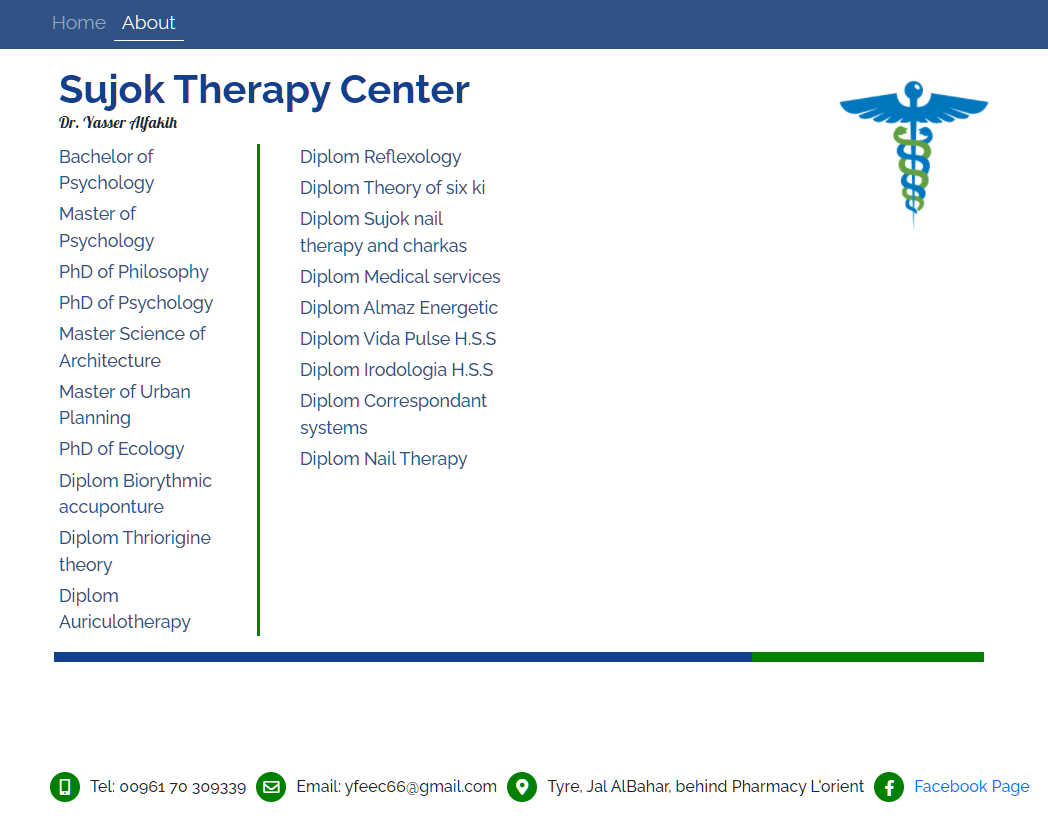 Home About
Sujok Therapy Center
Dr. Yasser Alfakih
Bachelor of
Psychology
Master of
Psychology
PhD of Philosophy
PhD of Psychology
Master Science of
Architecture
Master of Urban
Planning
PhD of Ecology
Diplom Biorythmic
accuponture
Diplom Thriorigine
theory
Diplom
Auriculotherapy
Diplom Reflexology
Diplom Theory of six ki
Diplom Sujok nail
therapy and charkas
Diplom Medical services
Diplom Almaz Energetic
Diplom Vida Pulse H.S.S
Diplom Irodologia H.S.S
Diplom Correspondant
systems
Diplom Nail Therapy
Tel: 00961 70 309339 Email: yfeec66@gmail.com Tyre, Jal AlBahar, behind Pharmacy L'orient Facebook Page